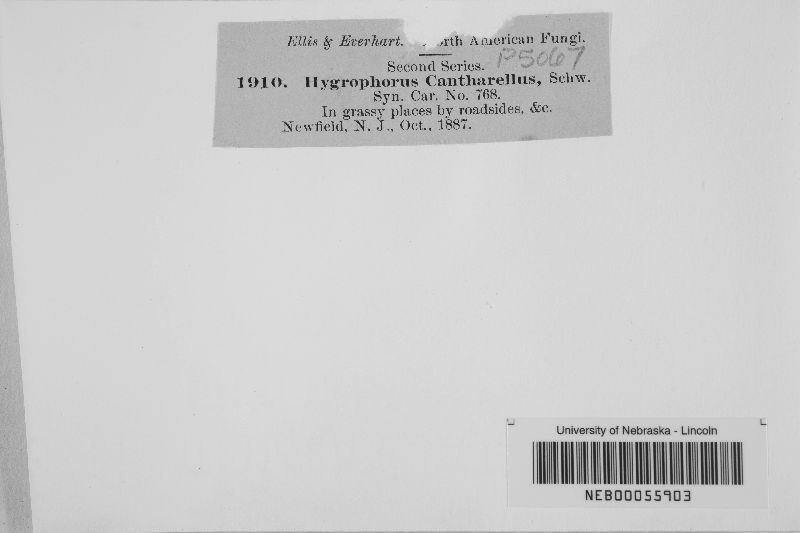 Ellis & Everhart. North American Fungi.
Second Series. P5067
1910. Hygrophorus Cantharellus, Schw.
Syn. Car. No. 768.
In grassy places by roadsides, &c.
Newfield, N. J., Oct., 1887.
University of Nebraska - Lincoln
NEB00055903